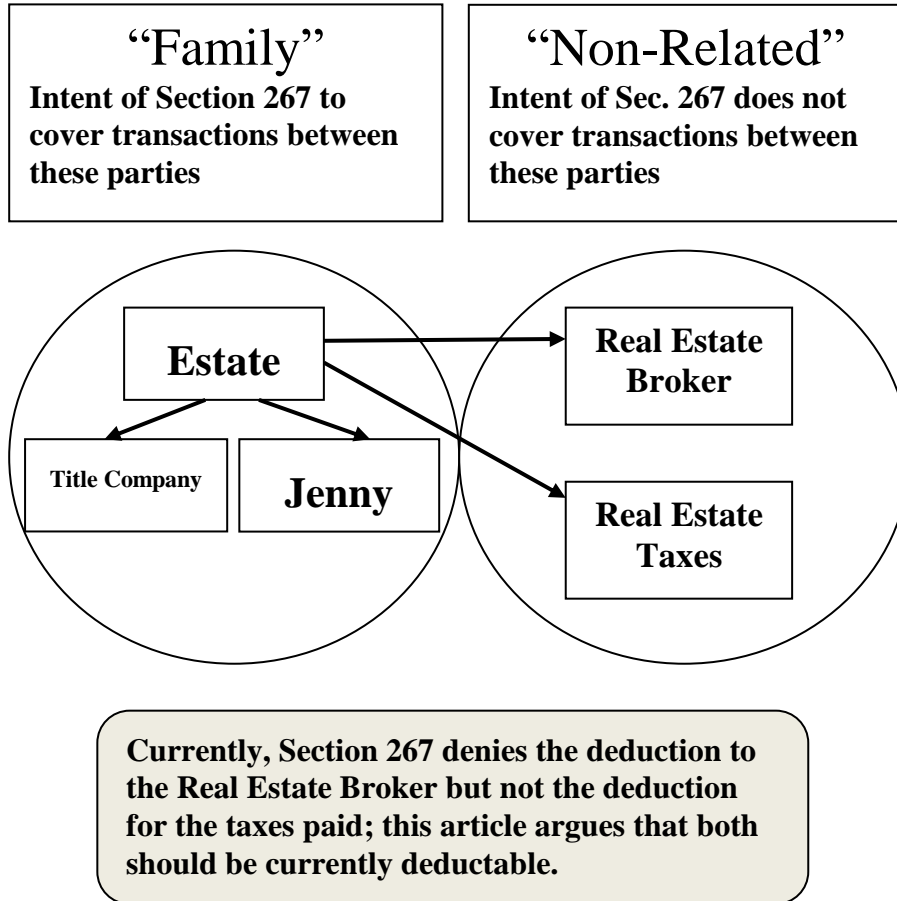 “Family”
Intent of Section 267 to
cover transactions between
these parties
“Non-Related”
Intent of Sec. 267 does not
cover transactions between
these parties
Estate
Title Company
Jenny
Real Estate
Broker
Real Estate
Taxes
Currently, Section 267 denies the deduction to
the Real Estate Broker but not the deduction
for the taxes paid; this article argues that both
should be currently deductable.